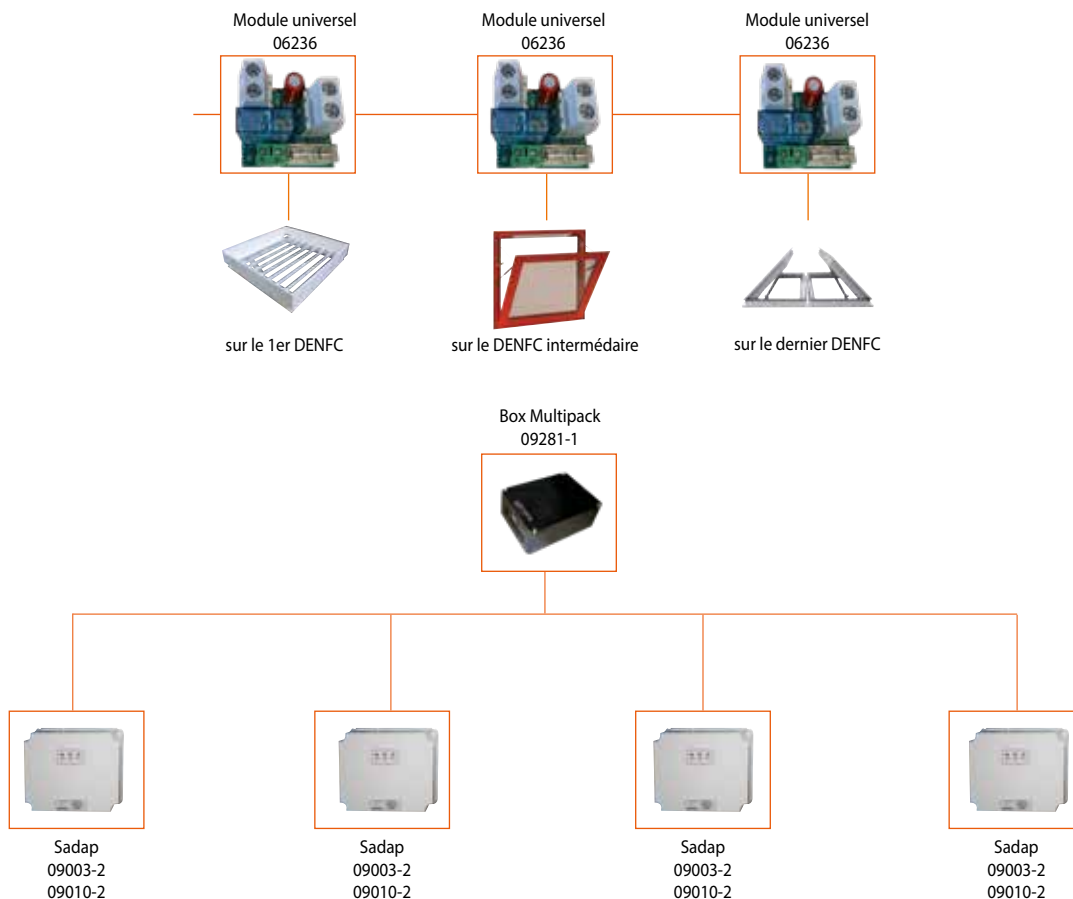 Module universel
06236
Module universel
06236
Module universel
06236
sur le 1er DENFC
sur le DENFC intermédaire
sur le dernier DENFC
Box Multipack
09281-1
Sadap
09003-2
09010-2
Sadap
09003-2
09010-2
Sadap
09003-2
09010-2
Sadap
09003-2
09010-2